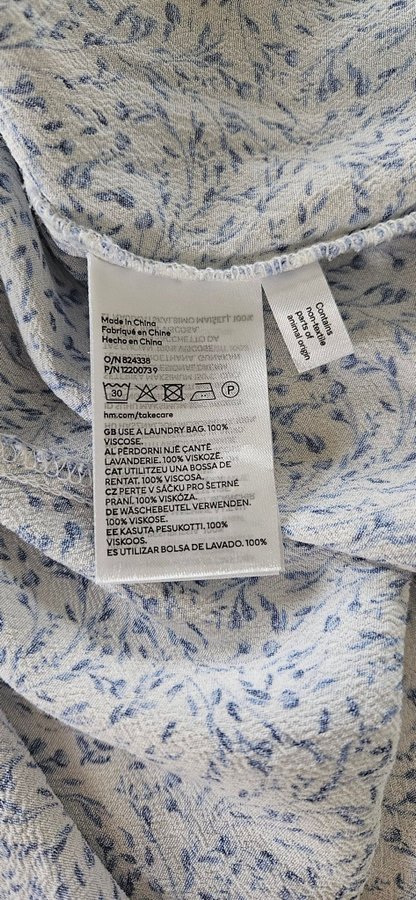 Made in China
Fabriqué en Chine
Hecho en China
O/N 824338
P/N 1220073 9
30
P
hm.com/takecare
GB USE A LAUNDRY BAG. 100%
VISCOSE.
AL PËRDORNI NJË ÇANTË
LAVANDERIE. 100% VISKOZË.
CAT UTILITZEU UNA BOSSA DE
RENTAT. 100% VISCOSA.
CZ PERTE V SÁČKU PRO ŠETRNÉ
PRANÍ. 100% VISKÓZA.
DE WÄSCHEBEUTEL VERWENDEN.
100% VISKOSE.
EE KASUTA PESUKOTTI. 100%
VISKOOS.
ES UTILIZAR BOLSA DE LAVADO. 100%
Contains
non-textile
parts of
animal origin